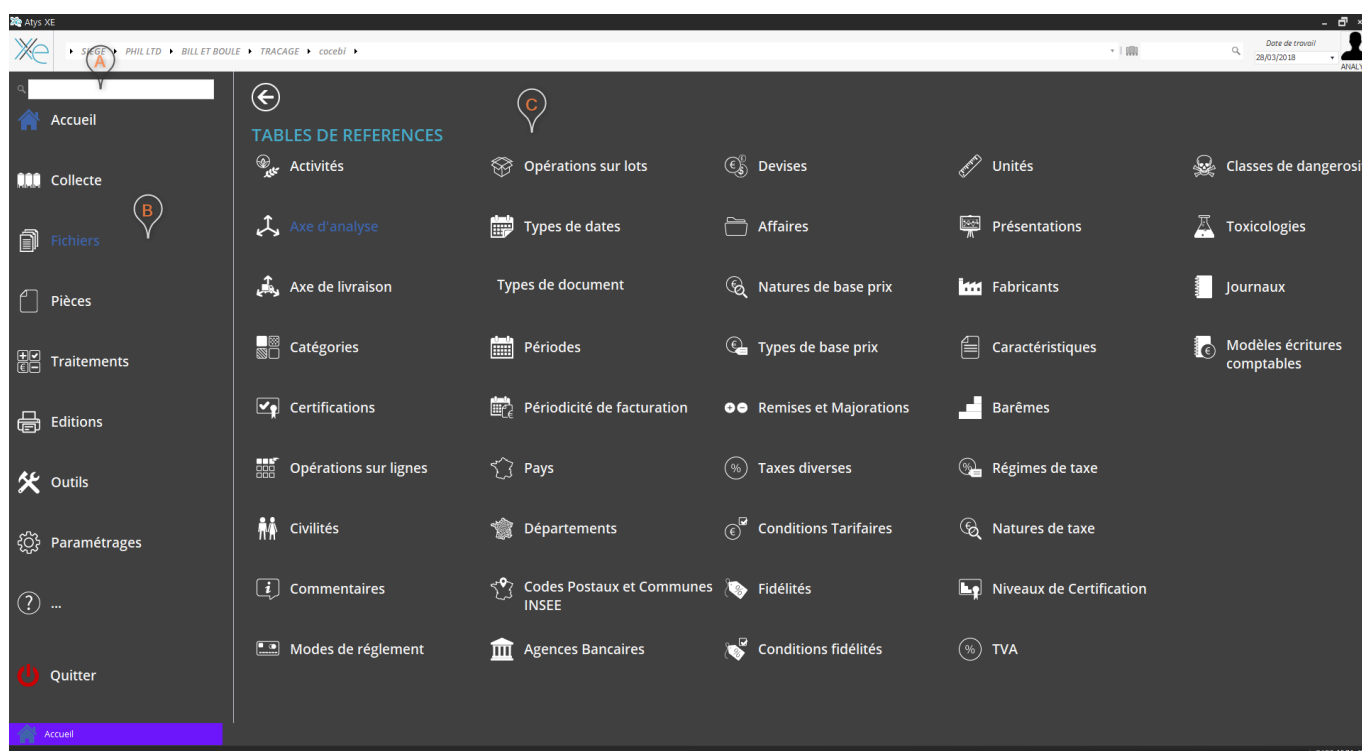 Atys XE
Xe
SIEGE PHIL LTD BILL ET BOULE TRACAGE cocebi
Date de travail
28/03/2018
A
B
C
Accueil
Collecte
Fichiers
Pièces
Traitements
Editions
Outils
Paramétrages
? ...
Quitter
Accueil
TABLES DE REFERENCES
Activités
Opérations sur lots
Devises
Unités
Classes de dangerosi
Axe d'analyse
Types de dates
Affaires
Présentations
Toxicologies
Axe de livraison
Types de document
Natures de base prix
Fabricants
Journaux
Catégories
Périodes
Types de base prix
Caractéristiques
Modèles écritures
comptables
Certifications
Périodicité de facturation
Remises et Majorations
Barêmes
Opérations sur lignes
Pays
Taxes diverses
Régimes de taxe
Civilités
Départements
Conditions Tarifaires
Natures de taxe
Commentaires
Codes Postaux et Communes
INSEE
Fidélités
Niveaux de Certification
Modes de réglement
Agences Bancaires
Conditions fidélités
TVA